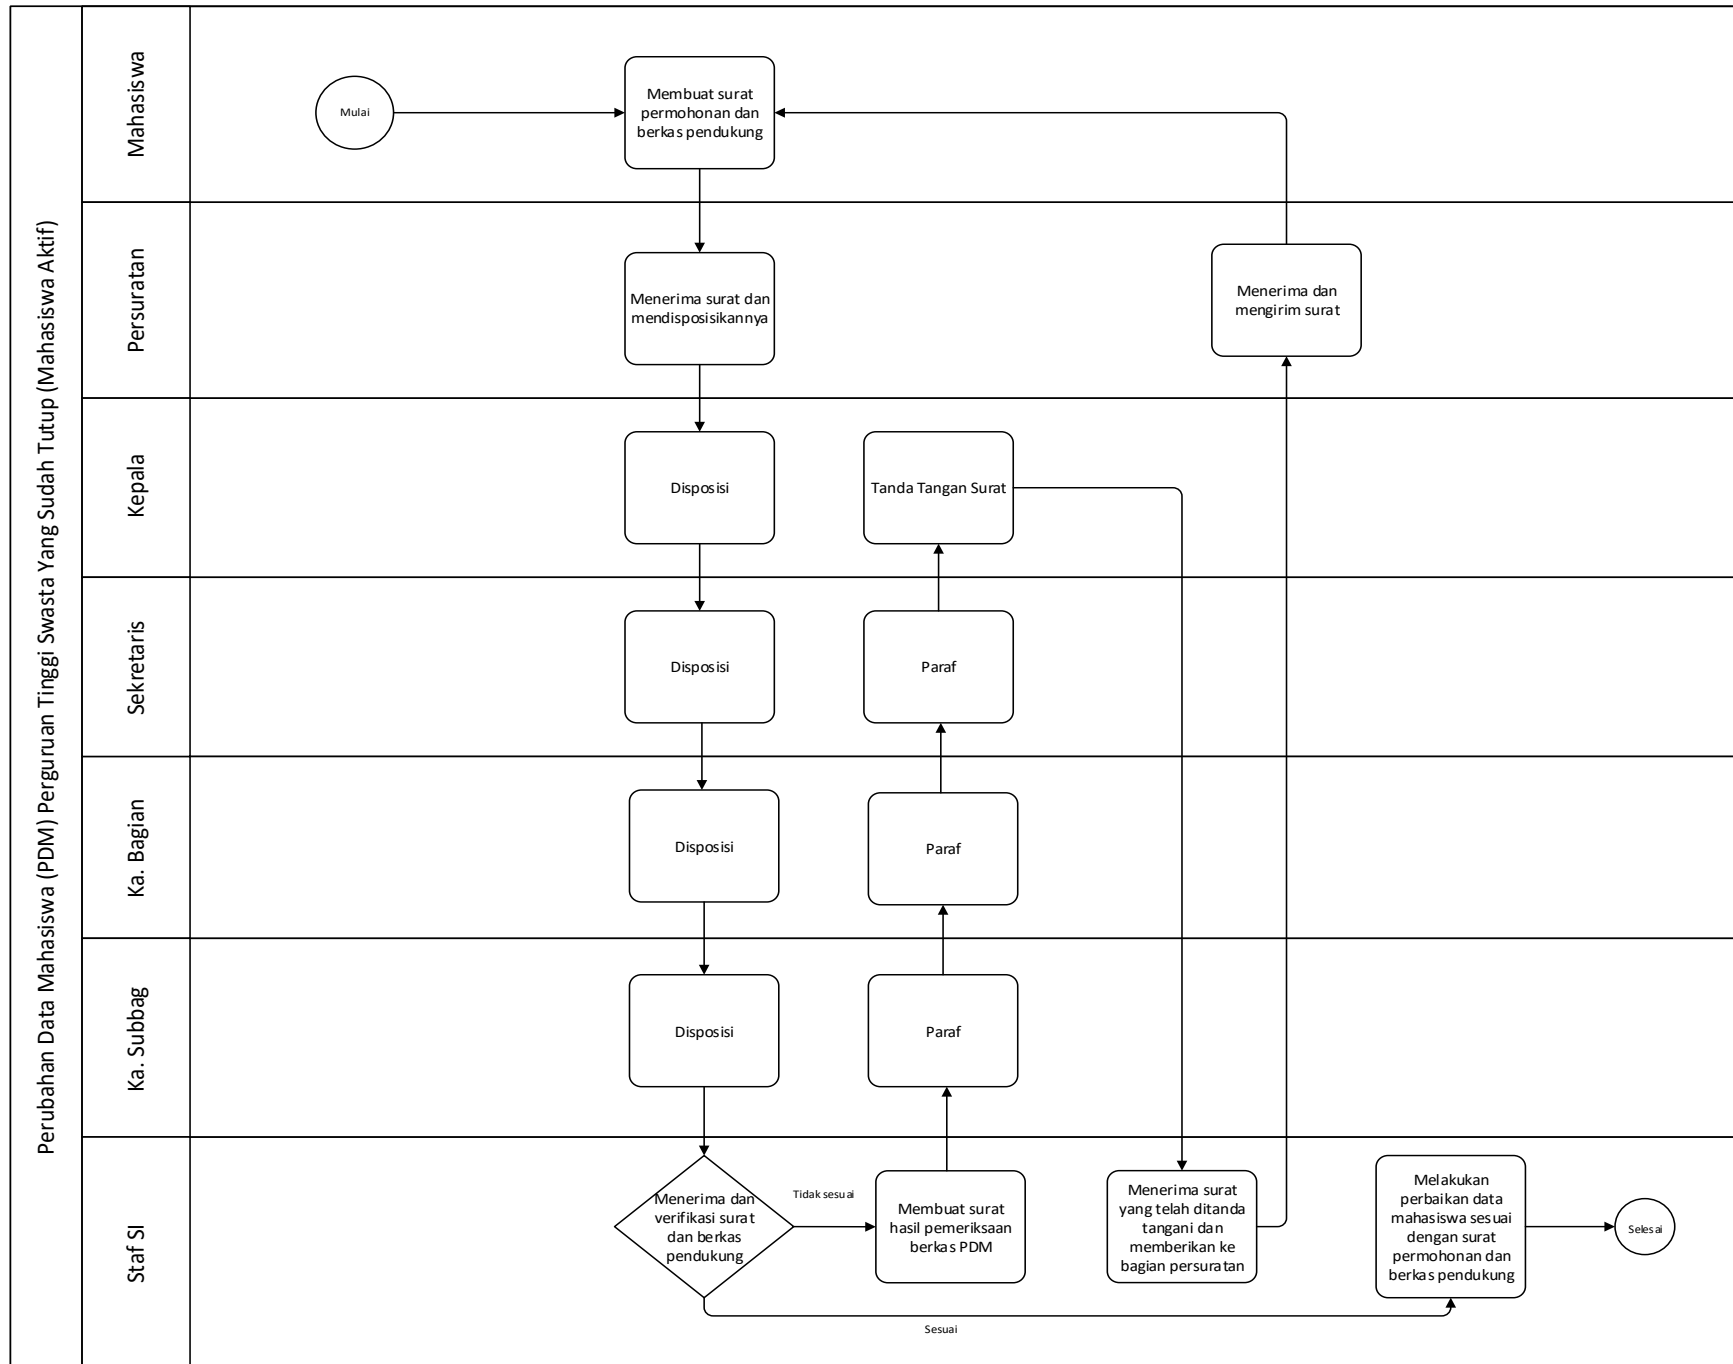 Perubahan Data Mahasiswa (PDM) Perguruan Tinggi Swasta Yang Sudah Tutup (Mahasiswa Aktif)
Mahasiswa
Mulai
Membuat surat
permohonan dan
berkas pendukung
Persuratan
Menerima surat dan
mendisposisikannya
Menerima dan
mengirim surat
Kepala
Disposisi
Tanda Tangan Surat
Sekretaris
Disposisi
Paraf
Ka. Bagian
Disposisi
Paraf
Ka. Subbag
Disposisi
Paraf
Staf SI
Menerima dan
verifikasi surat
dan berkas
pendukung
Tidak sesuai
Membuat surat
hasil pemeriksaan
berkas PDM
Menerima surat
yang telah ditanda
tangani dan
memberikan ke
bagian persuratan
Melakukan
perbaikan data
mahasiswa sesuai
dengan surat
permohonan dan
berkas pendukung
Selesai
Sesuai